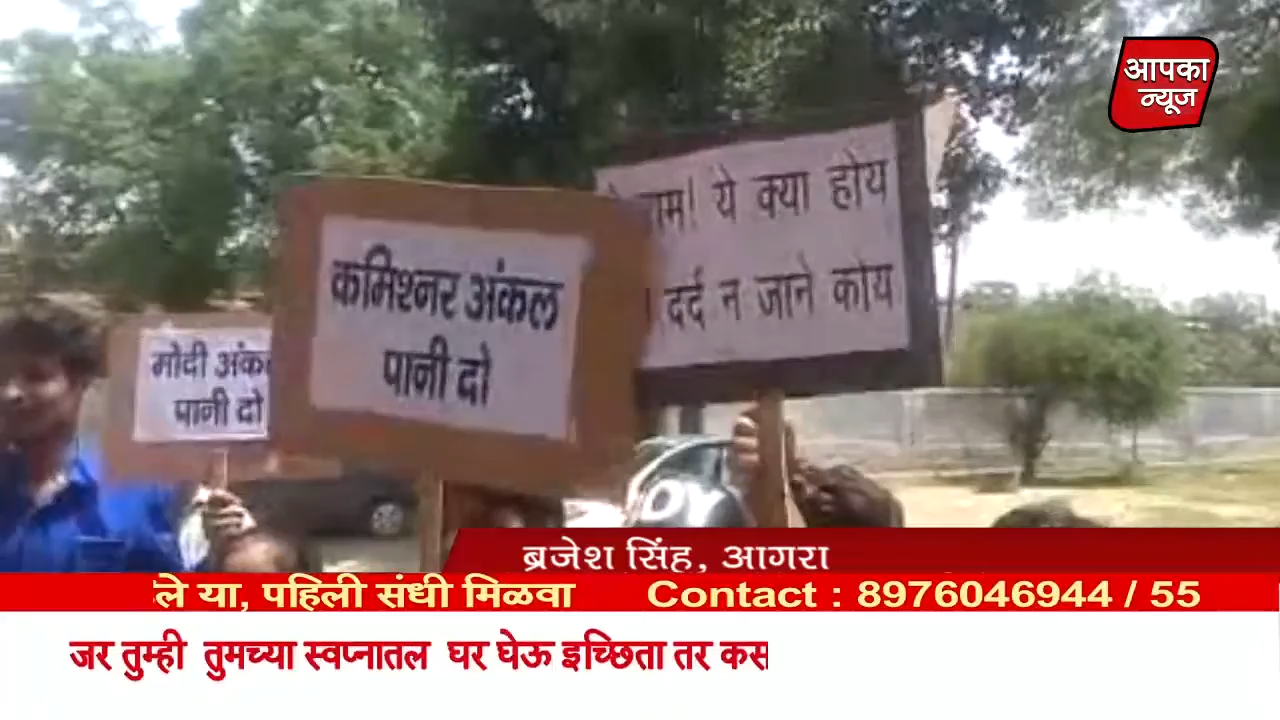 आपका
न्यूज
ये क्या होय
दर्द न जाने कोय
कमिश्नर अंकल
पानी दो
मोदी
पानी दो
ब्रजेश सिंह, आगरा
या, पहिली संधी मिळवा Contact : 8976046944 / 55
जर तुम्ही तुमच्या स्वप्नातल घर घेऊ इच्छिता तर